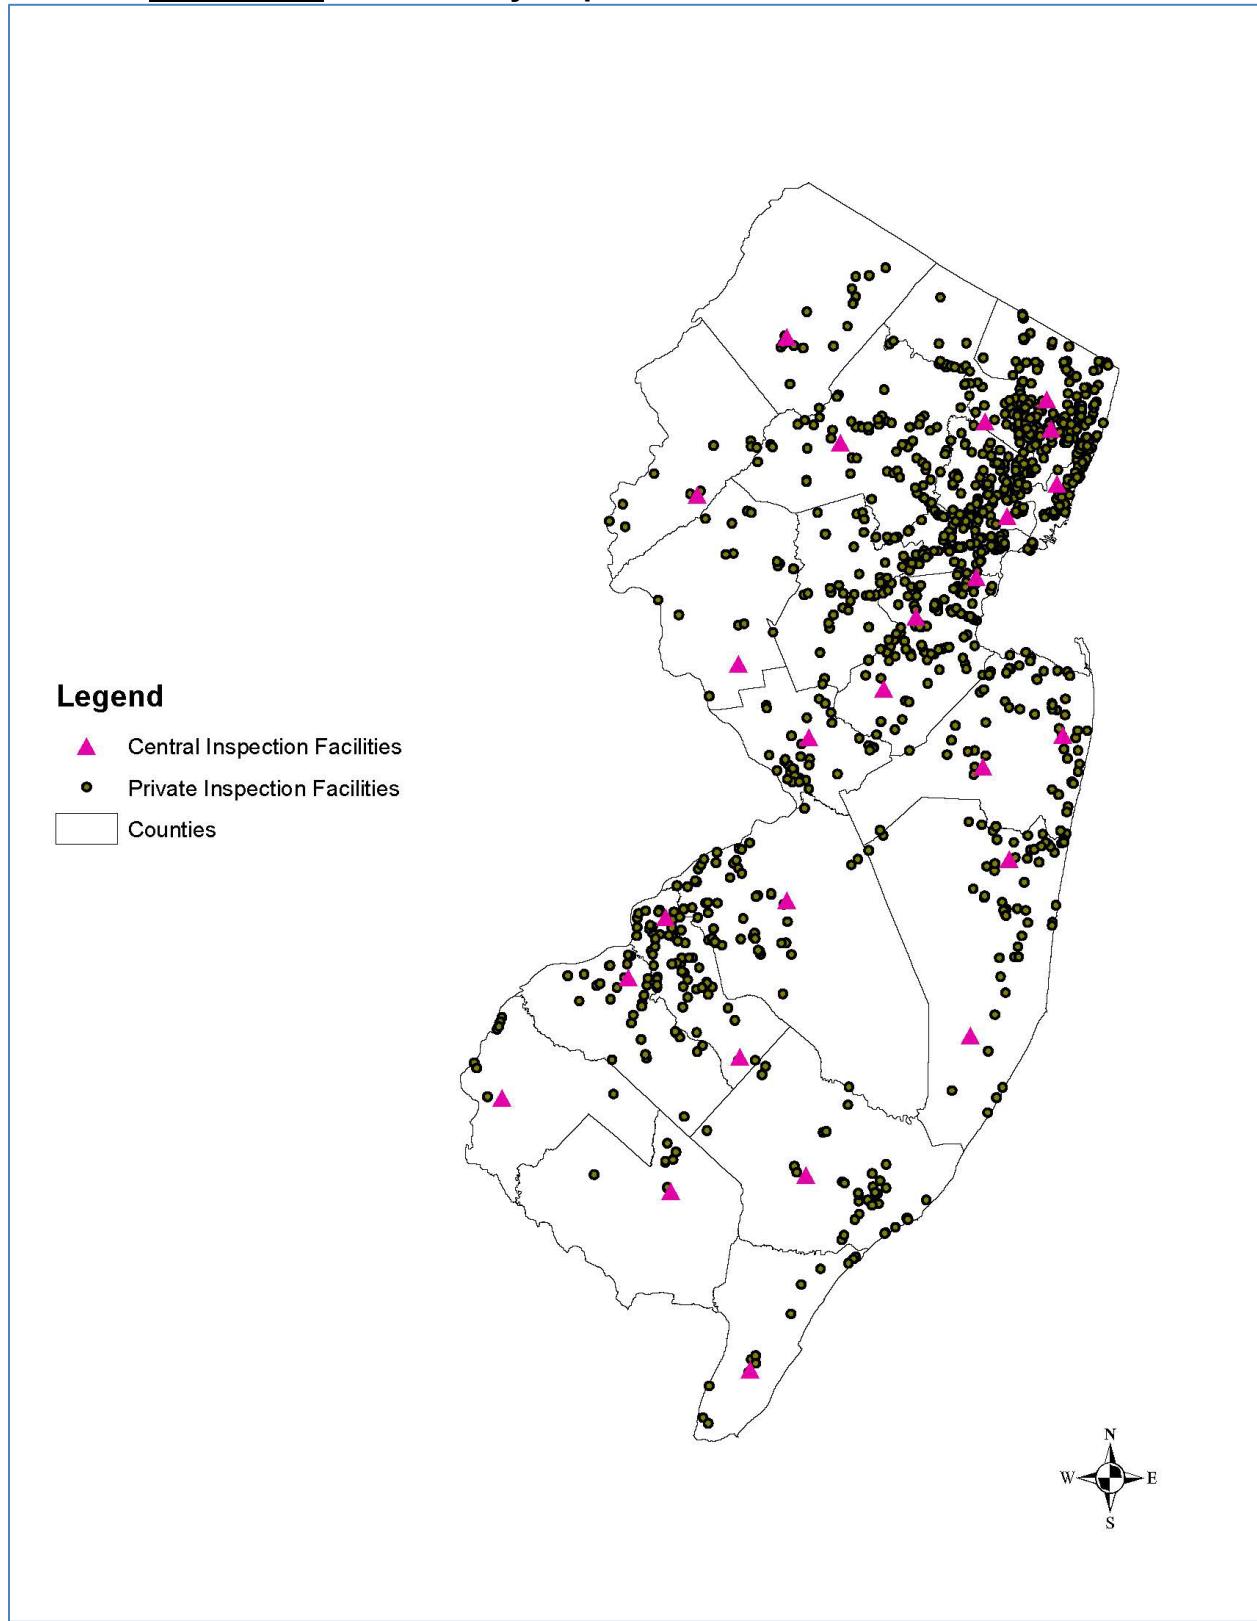 Legend
Central Inspection Facilities
Private Inspection Facilities
Counties
N
W E
S